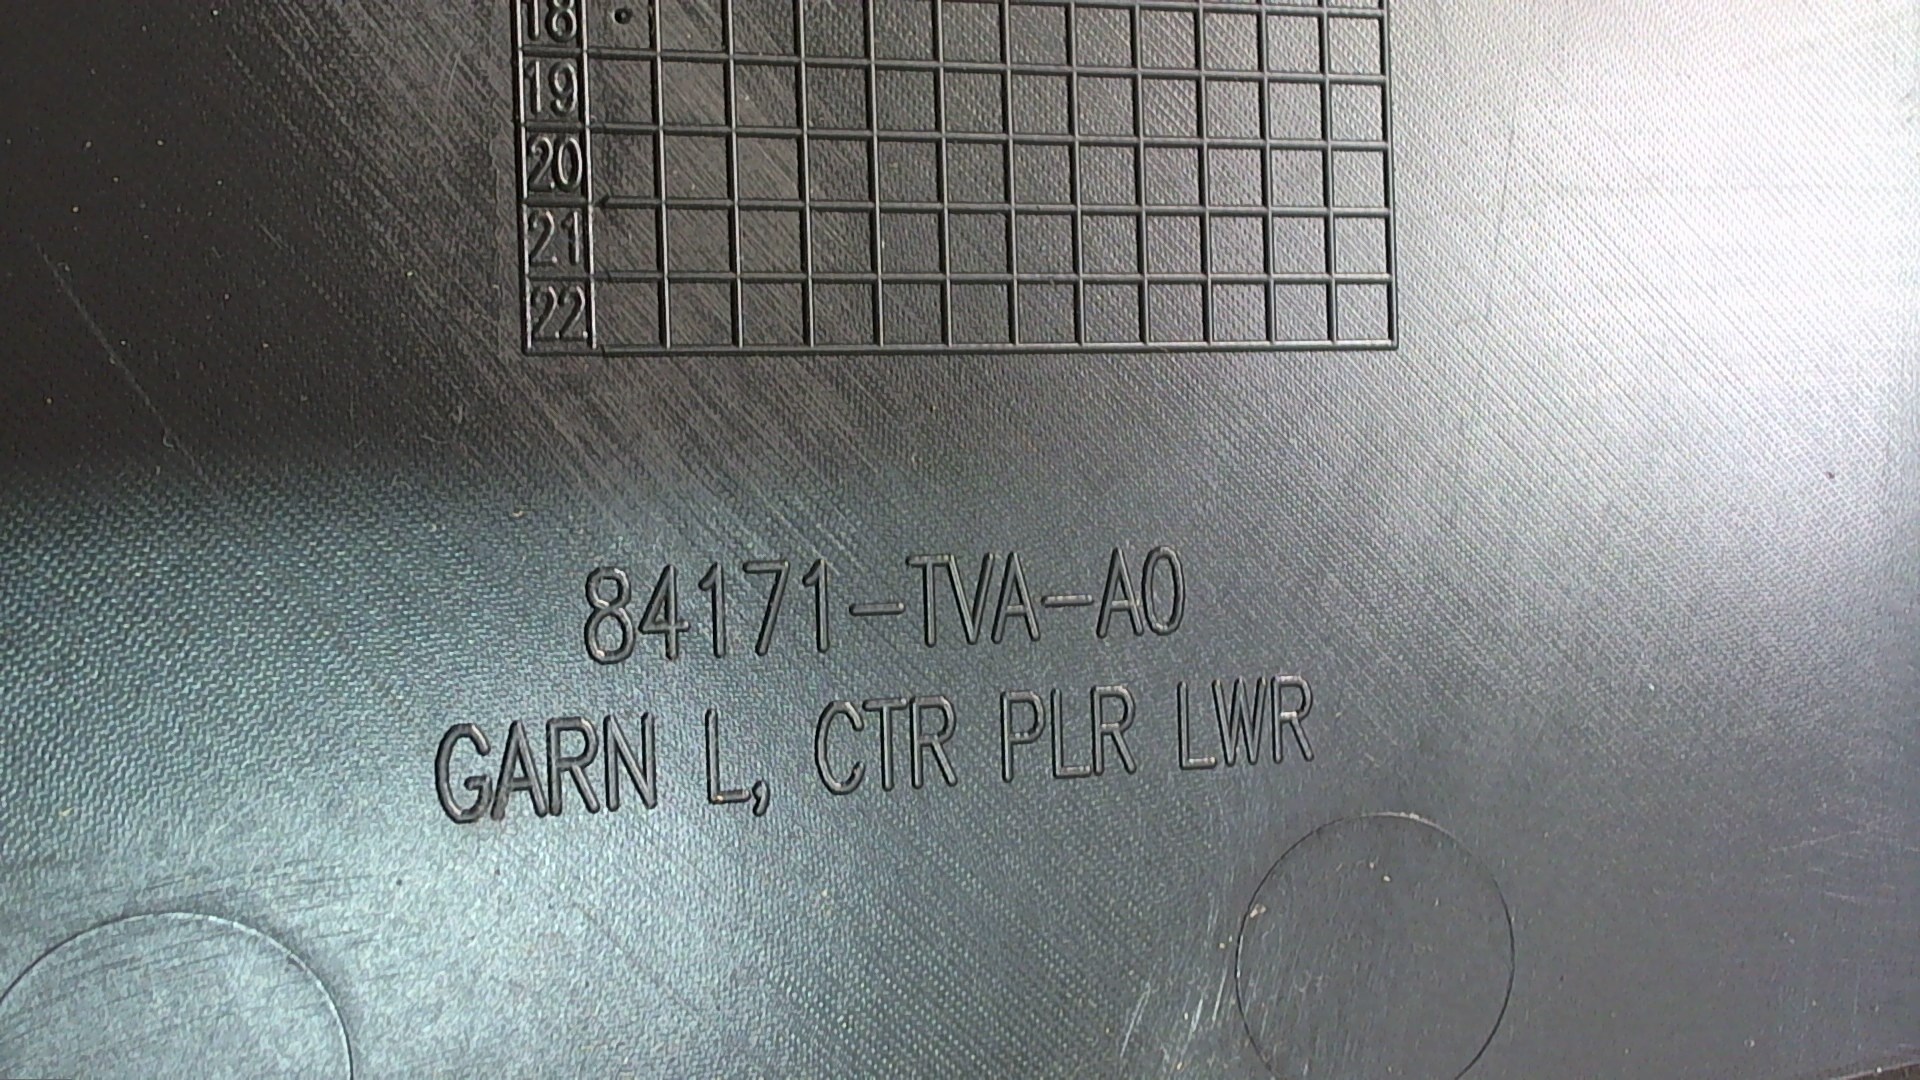 18
19
20
21
22
84171-TVA-A0
GARN L, CTR PLR LWR